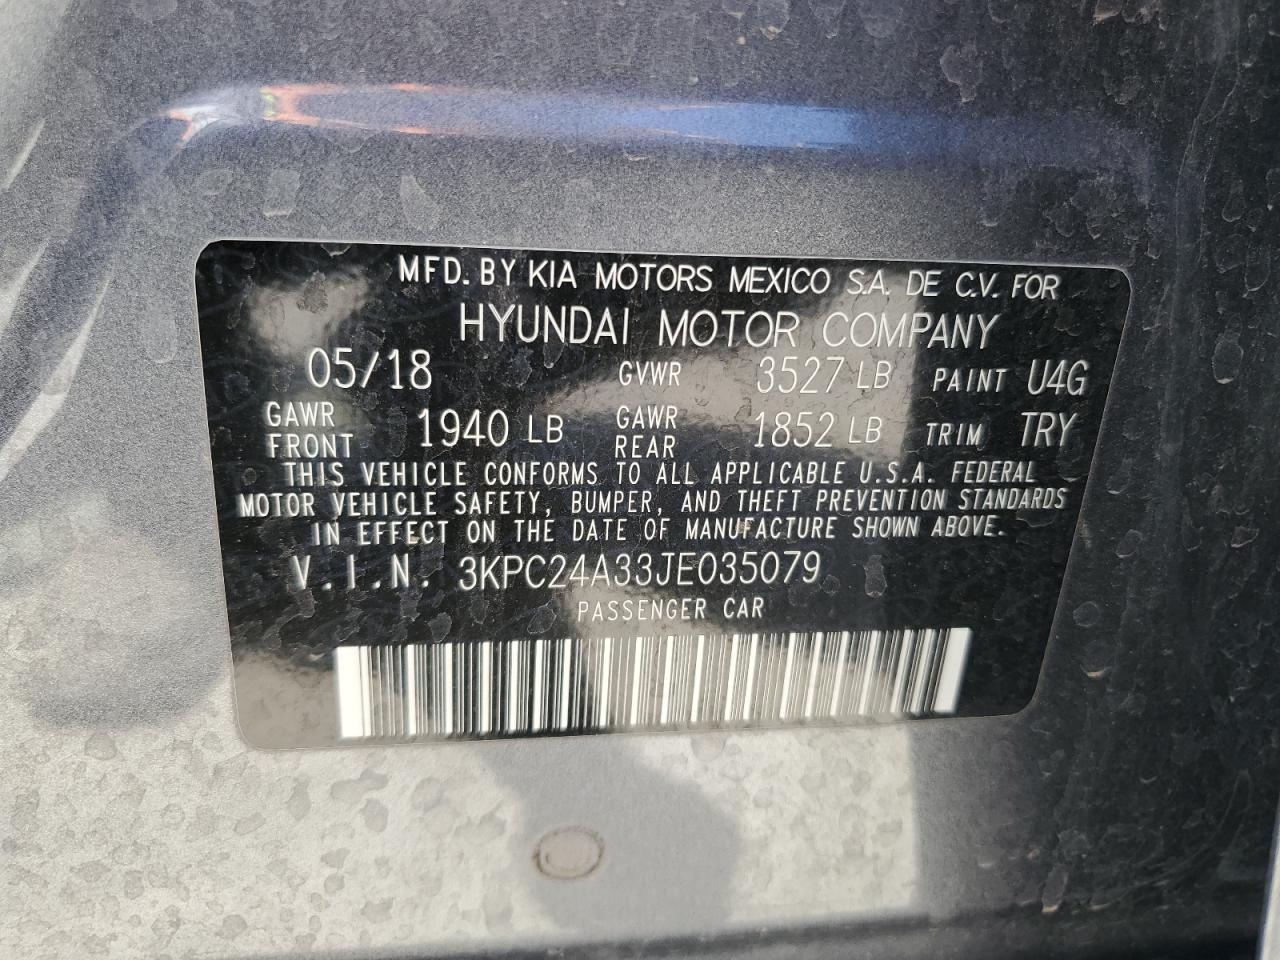 MFD. BY KIA MOTORS MEXICO S.A. DE C.V. FOR
HYUNDAI MOTOR COMPANY
05/18 GVWR 3527 LB PAINT U4G
GAWR FRONT 1940 LB GAWR REAR 1852 LB TRIM TRY
THIS VEHICLE CONFORMS TO ALL APPLICABLE U.S.A. FEDERAL
MOTOR VEHICLE SAFETY, BUMPER, AND THEFT PREVENTION STANDARDS
IN EFFECT ON THE DATE OF MANUFACTURE SHOWN ABOVE.
V.I.N. 3KPC24A33JE035079
PASSENGER CAR